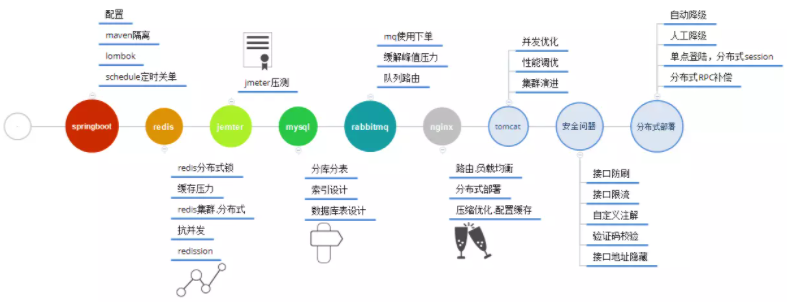 配置
maven隔离
lombok
schedule定时关单
springboot
redis
redis分布式锁
缓存压力
redis集群.分布式
抗并发
redission
jmeter压测
jemter
mysql
分库分表
索引设计
数据库表设计
mq使用下单
缓解峰值压力
队列路由
rabbitmq
nginx
路由.负载均衡
分布式部署
压缩优化.配置缓存
并发优化
性能调优
集群演进
tomcat
安全问题
接口防刷
接口限流
自定义注解
验证码校验
接口地址隐藏
自动降级
人工降级
单点登陆，分布式session
分布式RPC补偿
分布式部署